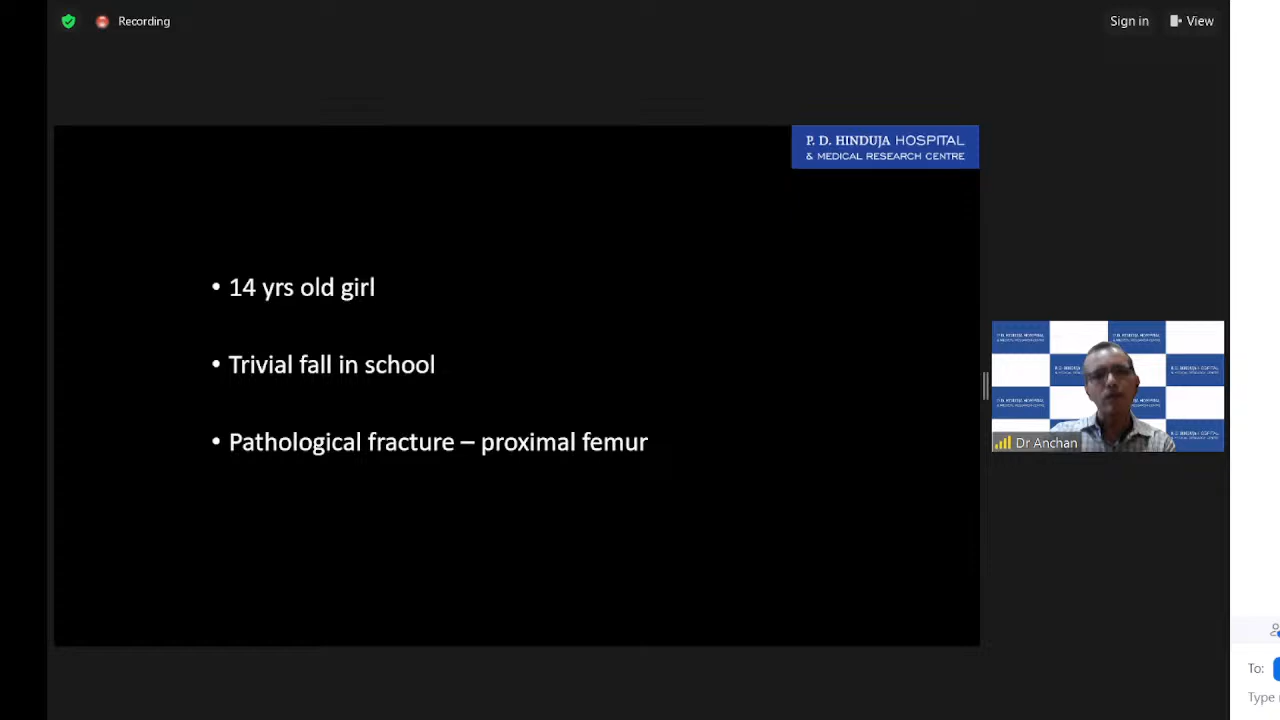 Recording
Sign in
View
P. D. HINDUJA HOSPITAL
& MEDICAL RESEARCH CENTRE
• 14 yrs old girl
• Trivial fall in school
• Pathological fracture – proximal femur
Dr Anchan
To:
Type